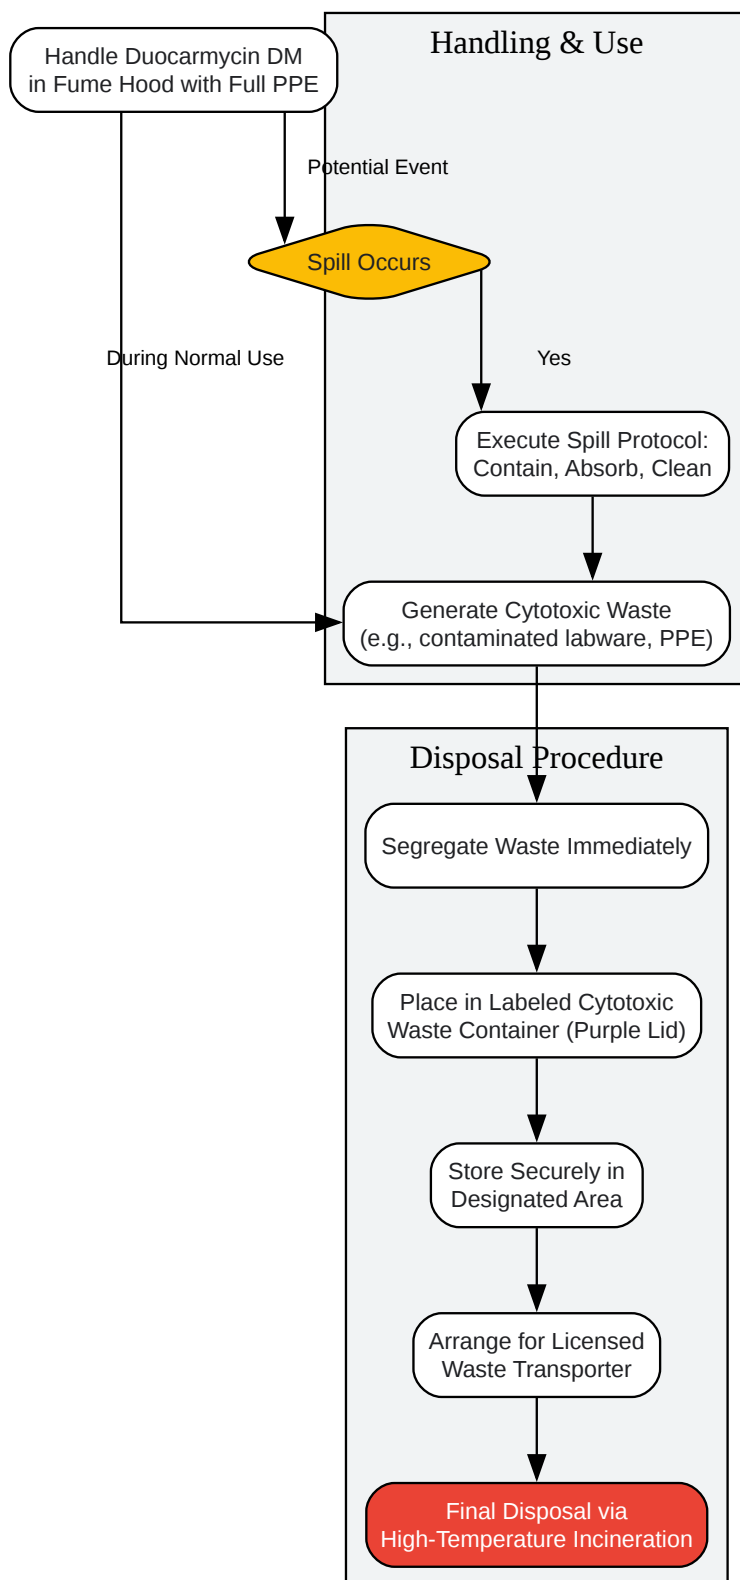 Handling & Use
Handle Duocarmycin DM
in Fume Hood with Full PPE
Potential Event
Spill Occurs
During Normal Use
Yes
Execute Spill Protocol:
Contain, Absorb, Clean
Generate Cytotoxic Waste
(e.g., contaminated labware, PPE)
Disposal Procedure
Segregate Waste Immediately
Place in Labeled Cytotoxic
Waste Container (Purple Lid)
Store Securely in
Designated Area
Arrange for Licensed
Waste Transporter
Final Disposal via
High-Temperature Incineration